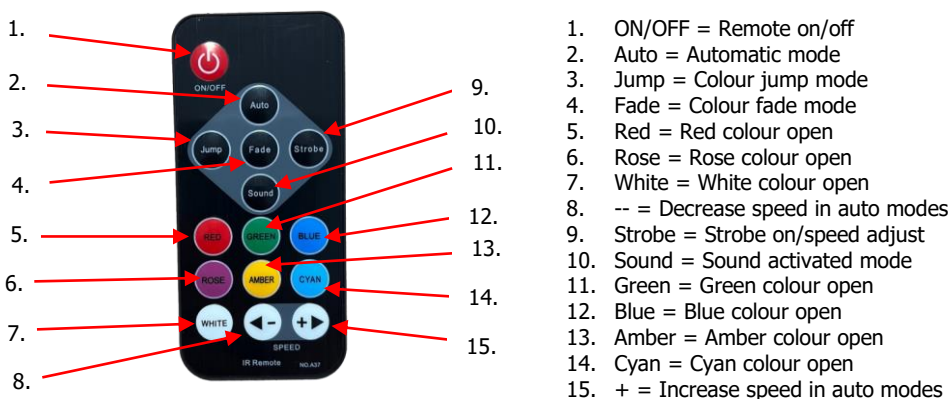 1.
2.
3.
4.
5.
6.
7.
8.
9.
10.
11.
12.
13.
14.
15.
ON/OFF
Auto
Jump
Fade
Strobe
Sound
RED
GREEN
BLUE
ROSE
AMBER
CYAN
WHITE
-
+
SPEED
IR Remote
NO.A37
1. ON/OFF = Remote on/off
2. Auto = Automatic mode
3. Jump = Colour jump mode
4. Fade = Colour fade mode
5. Red = Red colour open
6. Rose = Rose colour open
7. White = White colour open
8. -- = Decrease speed in auto modes
9. Strobe = Strobe on/speed adjust
10. Sound = Sound activated mode
11. Green = Green colour open
12. Blue = Blue colour open
13. Amber = Amber colour open
14. Cyan = Cyan colour open
15. + = Increase speed in auto modes